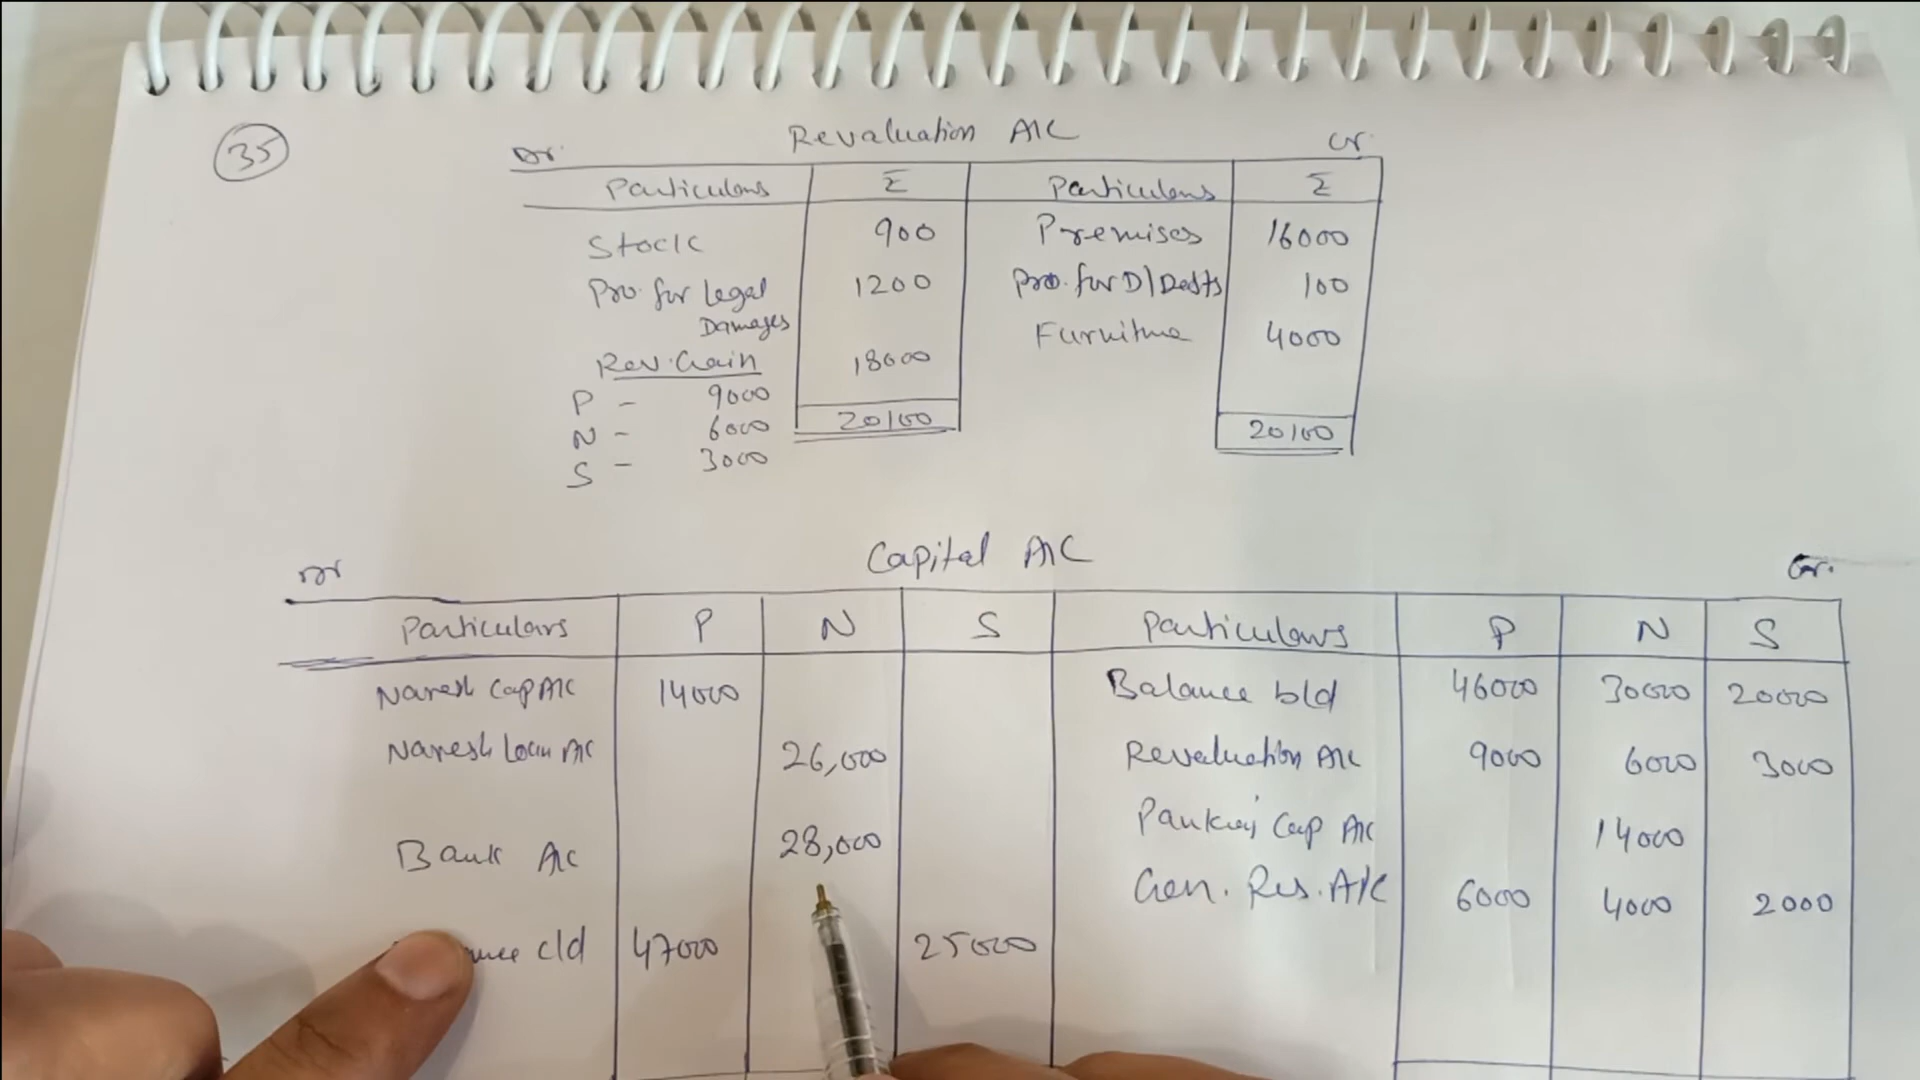 35
Revaluation A/C
Dr. Cr.
Particulars ₹ Particulars ₹
Stock 900 Premises 16000
Pro. for Legal 1200 Pro. for D/Debts 100
Damages
Furniture 4000
Rev. Gain 18000
P - 9000
N - 6000
S - 3000
20100 20100
Capital A/C
Dr Cr.
Particulars P N S Particulars P N S
Naresh Cap A/C 14000 Balance b/d 46000 30000 20000
Naresh Loan A/C 26,000 Revaluation A/C 9000 6000 3000
Pankaj Cap A/C 14000
Bank A/C 28,000 Gen. Res. A/C 6000 4000 2000
c/d 47000 25000